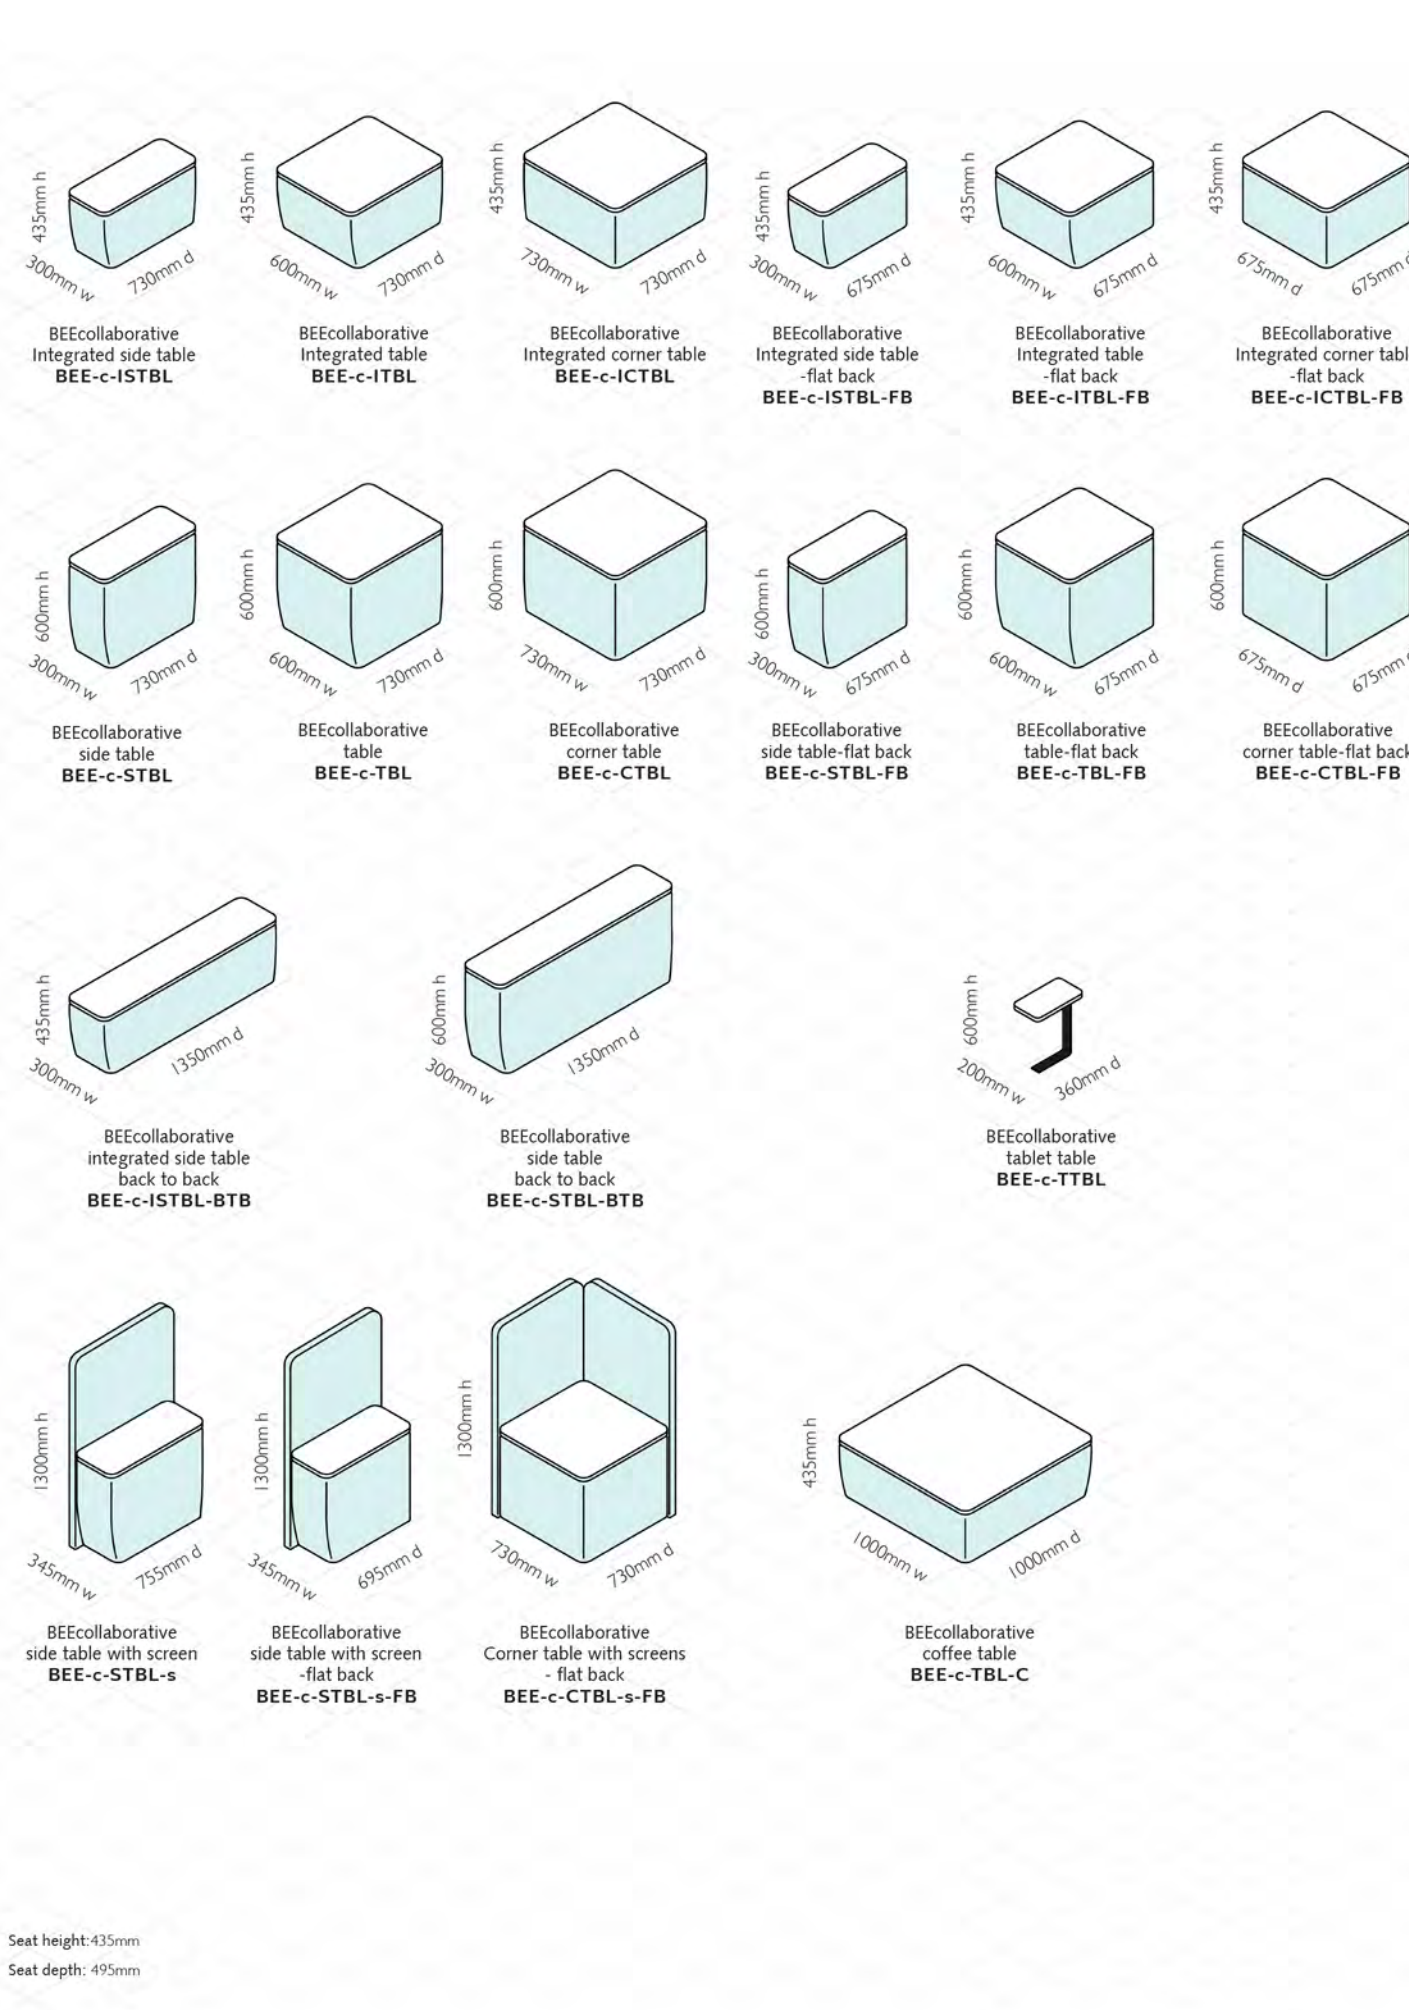 435mm h
300mm w
730mm d
BEEcollaborative
Integrated side table
BEE-c-ISTBL
435mm h
600mm w
730mm d
BEEcollaborative
Integrated table
BEE-c-ITBL
435mm h
730mm w
730mm d
BEEcollaborative
Integrated corner table
BEE-c-ICTBL
435mm h
300mm w
675mm d
BEEcollaborative
Integrated side table
-flat back
BEE-c-ISTBL-FB
435mm h
600mm w
675mm d
BEEcollaborative
Integrated table
-flat back
BEE-c-ITBL-FB
435mm h
675mm d
675mm d
BEEcollaborative
Integrated corner tabl
-flat back
BEE-c-ICTBL-FB
600mm h
300mm w
730mm d
BEEcollaborative
side table
BEE-c-STBL
600mm h
600mm w
730mm d
BEEcollaborative
table
BEE-c-TBL
600mm h
730mm w
730mm d
BEEcollaborative
corner table
BEE-c-CTBL
600mm h
300mm w
675mm d
BEEcollaborative
side table-flat back
BEE-c-STBL-FB
600mm h
600mm w
675mm d
BEEcollaborative
table-flat back
BEE-c-TBL-FB
600mm h
675mm d
675mm
BEEcollaborative
corner table-flat back
BEE-c-CTBL-FB
435mm h
300mm w
1350mm d
BEEcollaborative
integrated side table
back to back
BEE-c-ISTBL-BTB
600mm h
300mm w
1350mm d
BEEcollaborative
side table
back to back
BEE-c-STBL-BTB
600mm h
200mm w
360mm d
BEEcollaborative
tablet table
BEE-c-TTBL
1300mm h
345mm w
755mm d
BEEcollaborative
side table with screen
BEE-c-STBL-s
1300mm h
345mm w
695mm d
BEEcollaborative
side table with screen
-flat back
BEE-c-STBL-s-FB
1300mm h
730mm w
730mm d
BEEcollaborative
Corner table with screens
- flat back
BEE-c-CTBL-s-FB
435mm h
1000mm w
1000mm d
BEEcollaborative
coffee table
BEE-c-TBL-C
Seat height:435mm
Seat depth: 495mm